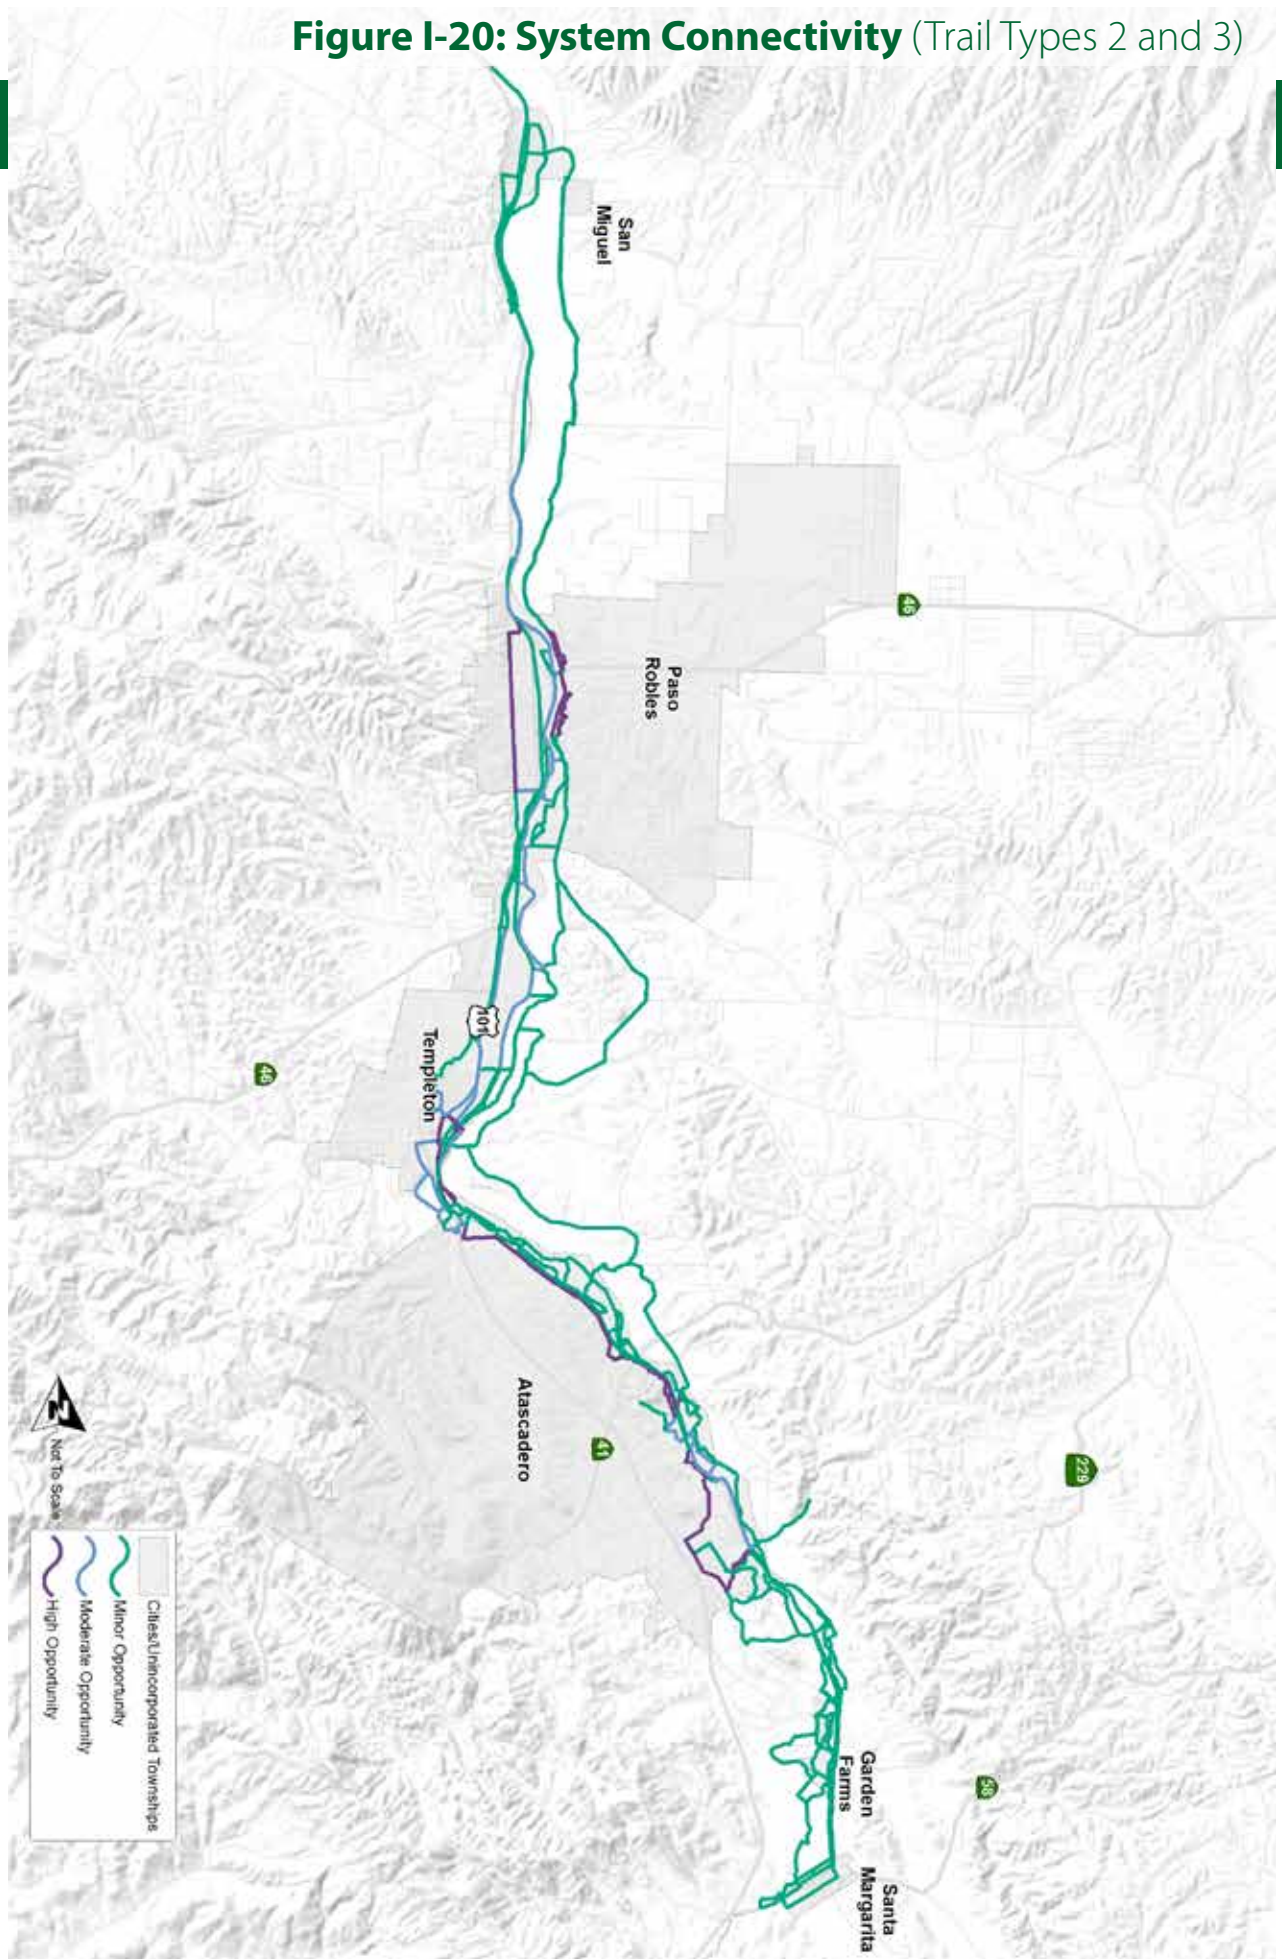 Figure I-20: System Connectivity (Trail Types 2 and 3)
San
Miguel
46
Paso
Robles
101
Templeton
46
Atascadero
41
229
Garden
Farms
58
Santa
Margarita
Not To Scale
Cities/Unincorporated Townships
Minor Opportunity
Moderate Opportunity
High Opportunity
N